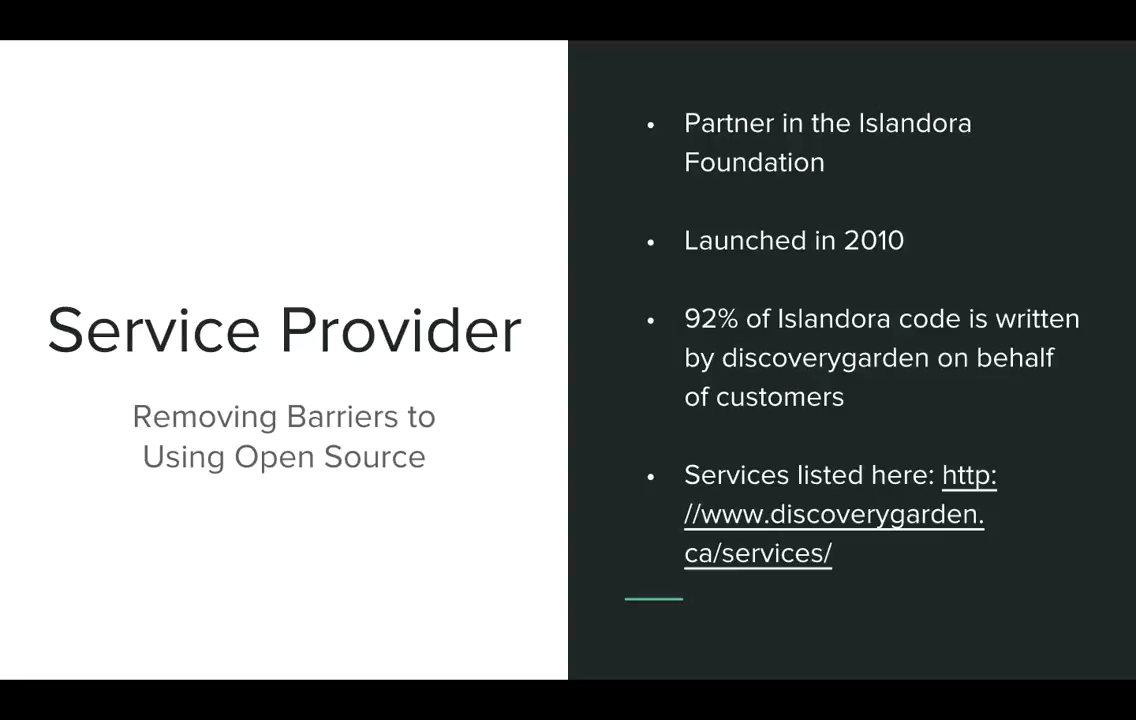 Service Provider
Removing Barriers to
Using Open Source
• Partner in the Islandora
Foundation
• Launched in 2010
• 92% of Islandora code is written
by discoverygarden on behalf
of customers
• Services listed here: http:
//www.discoverygarden.
ca/services/